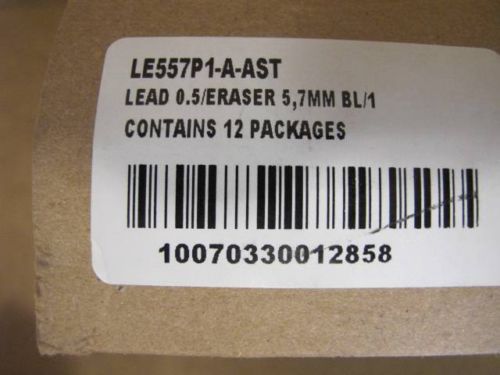 LE557P1-A-AST
LEAD 0.5/ERASER 5,7MM BL/1
CONTAINS 12 PACKAGES
10070330012858